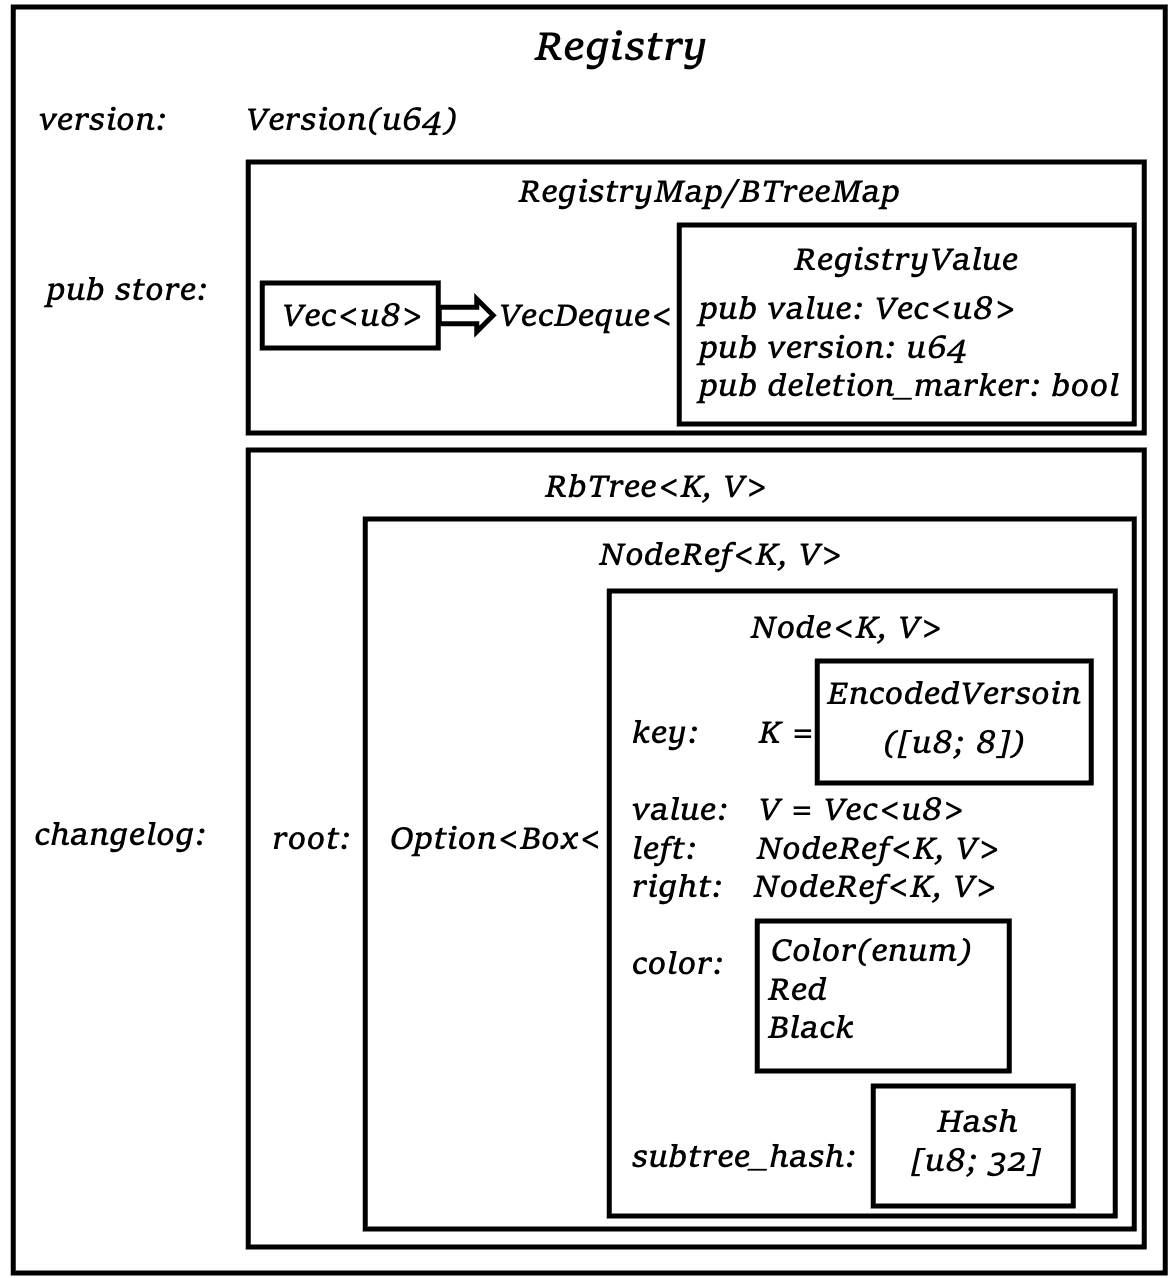 Registry
version: Version(u64)
RegistryMap/BTreeMap
pub store: Vec<u8> VecDeque<
RegistryValue
pub value: Vec<u8>
pub version: u64
pub deletion_marker: bool
RbTree<K, V>
NodeRef<K, V>
Node<K, V>
EncodedVersoin
key: K =
([u8; 8])
value: V = Vec<u8>
changelog: root: Option<Box<
left: NodeRef<K, V>
right: NodeRef<K, V>
color: Color(enum)
Red
Black
Hash
subtree_hash: [u8; 32]